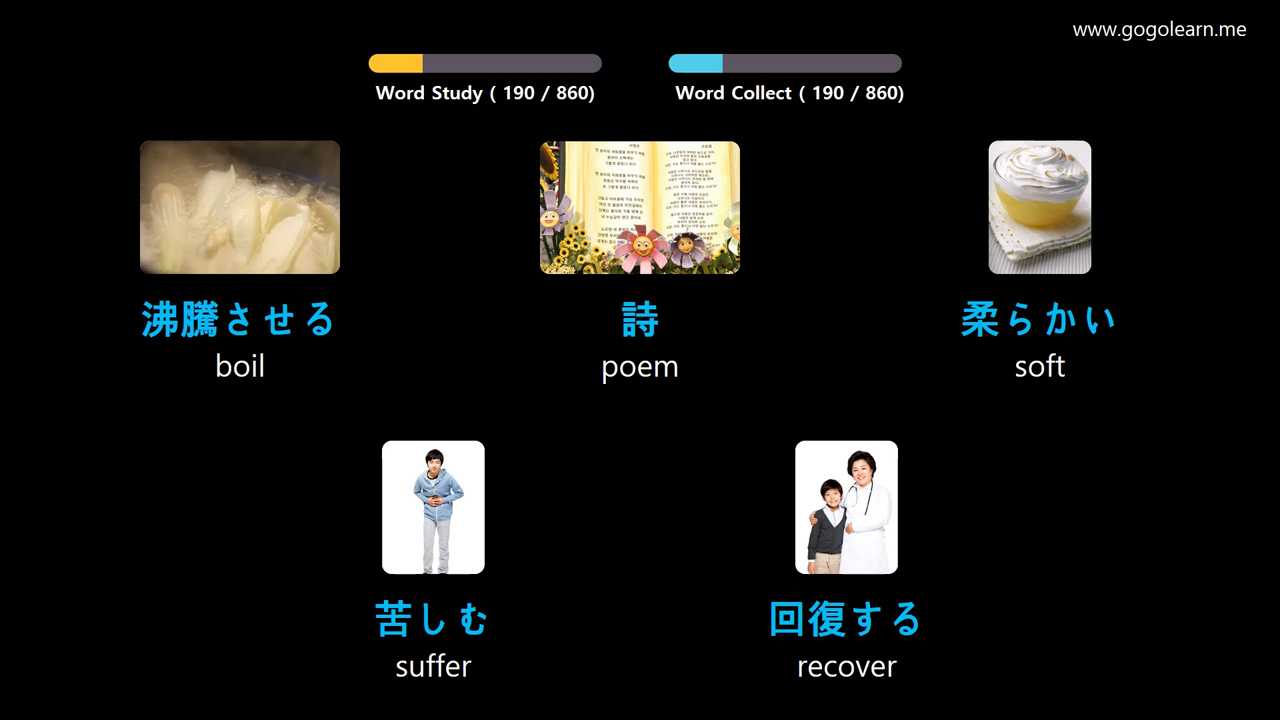 www.gogolearn.me
Word Study ( 190 / 860)
Word Collect ( 190 / 860)
沸騰させる
boil
詩
poem
柔らかい
soft
苦しむ
suffer
回復する
recover